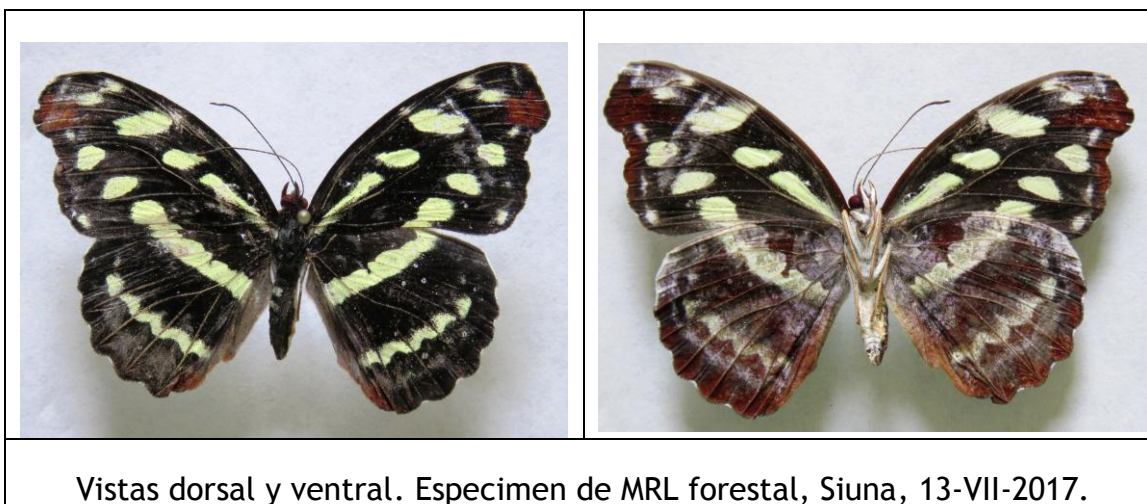 Vistas dorsal y ventral. Especimen de MRL forestal, Siuna, 13-VII-2017.